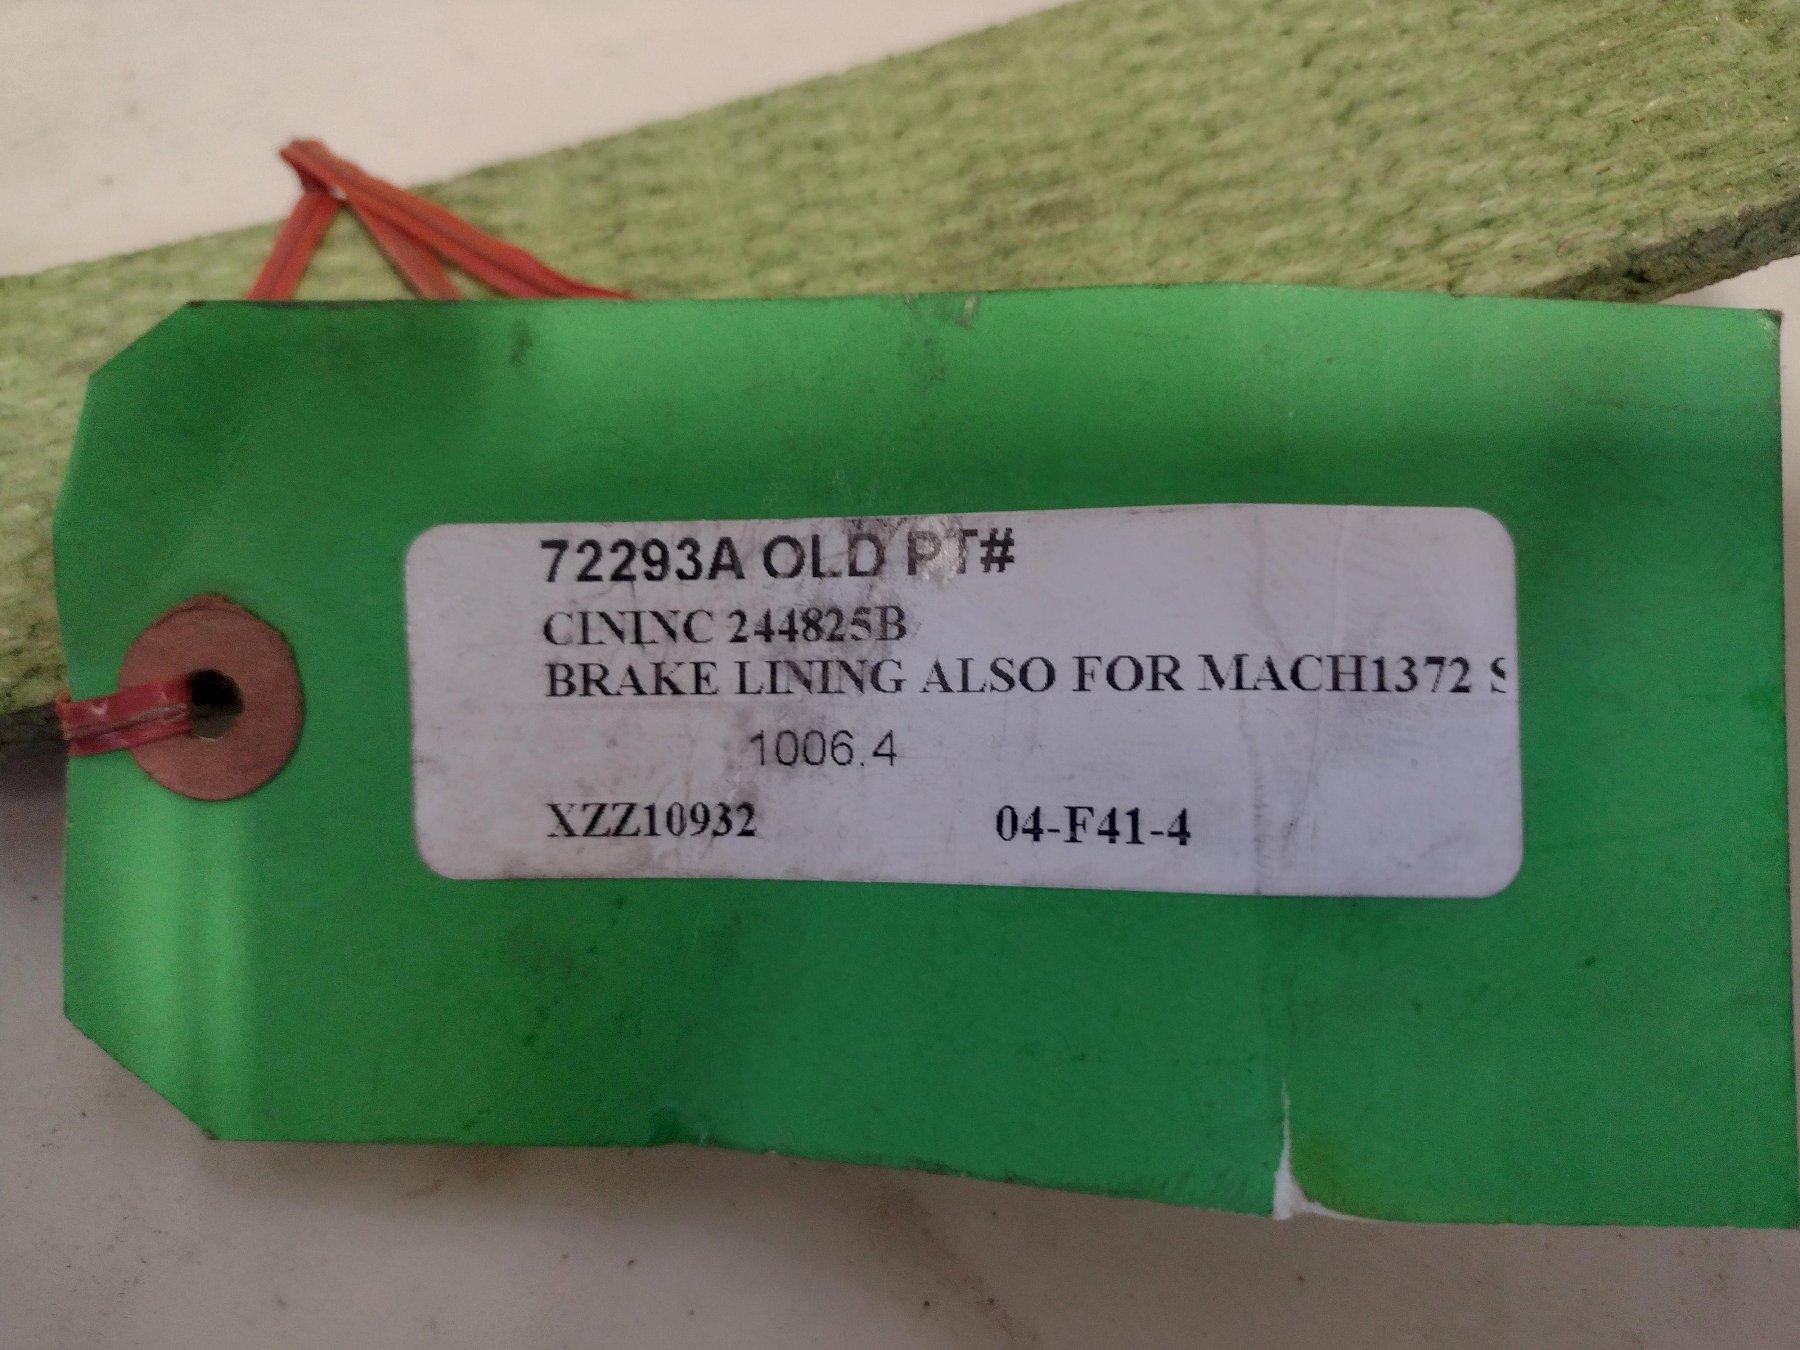 72293A OLD PT#
CININC 244825B
BRAKE LINING ALSO FOR MACH1372 S
1006.4
XZZ10932 04-F41-4